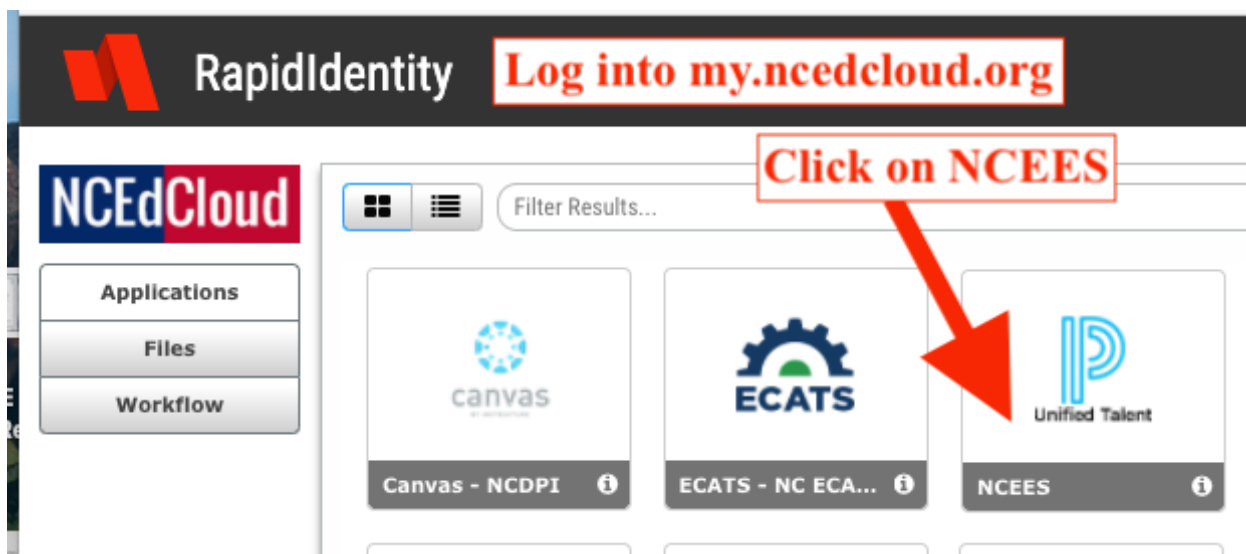 RapidIdentity
Log into my.ncedcloud.org
Click on NCEES
NCEdCloud
Filter Results...
Applications
Files
Workflow
canvas
ECATS
Unified Talent
Canvas - NCDPI
ECATS - NC ECA...
NCEES